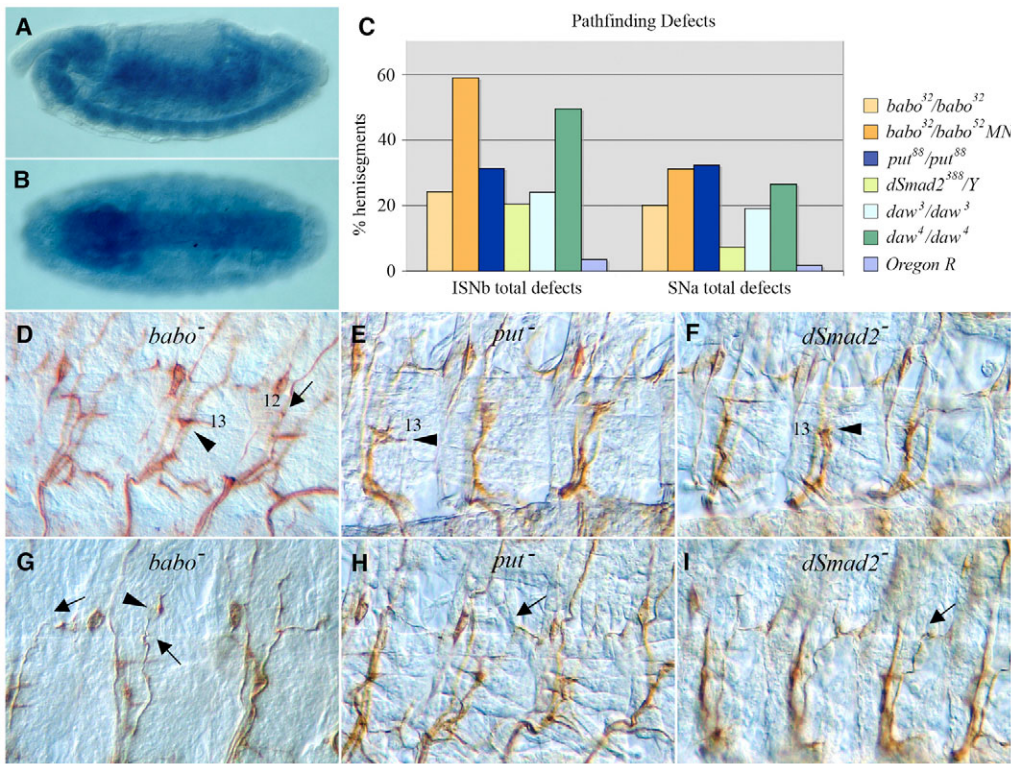 A
B
C
Pathfinding Defects
% hemisegments
60
40
20
0
ISNb total defects
SNa total defects
babo32/babo32
babo32/babo52MN
put88/put88
dSmad2388/Y
daw3/daw3
daw4/daw4
Oregon R
D
babo-
12
13
E
put-
13
F
dSmad2-
13
G
babo-
H
put-
I
dSmad2-